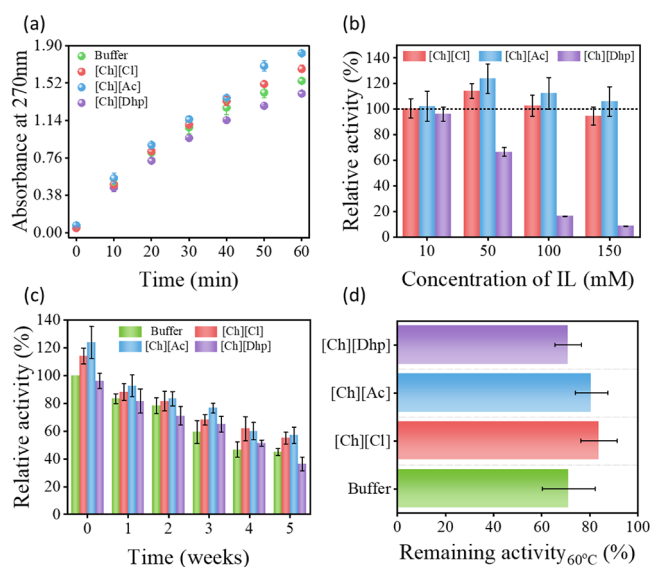 (a)
Buffer
[Ch][Cl]
[Ch][Ac]
[Ch][Dhp]
1.90
1.52
1.14
0.76
0.38
0.00
Absorbance at 270nm
0 10 20 30 40 50 60
Time (min)
(b)
[Ch][Cl] [Ch][Ac] [Ch][Dhp]
140
120
100
80
60
40
20
0
Relative activity (%)
10 50 100 150
Concentration of IL (mM)
(c)
Buffer [Ch][Cl]
[Ch][Ac] [Ch][Dhp]
140
120
100
80
60
40
20
0
Relative activity (%)
0 1 2 3 4 5
Time (weeks)
(d)
[Ch][Dhp]
[Ch][Ac]
[Ch][Cl]
Buffer
0 20 40 60 80 100
Remaining activity60°C (%)